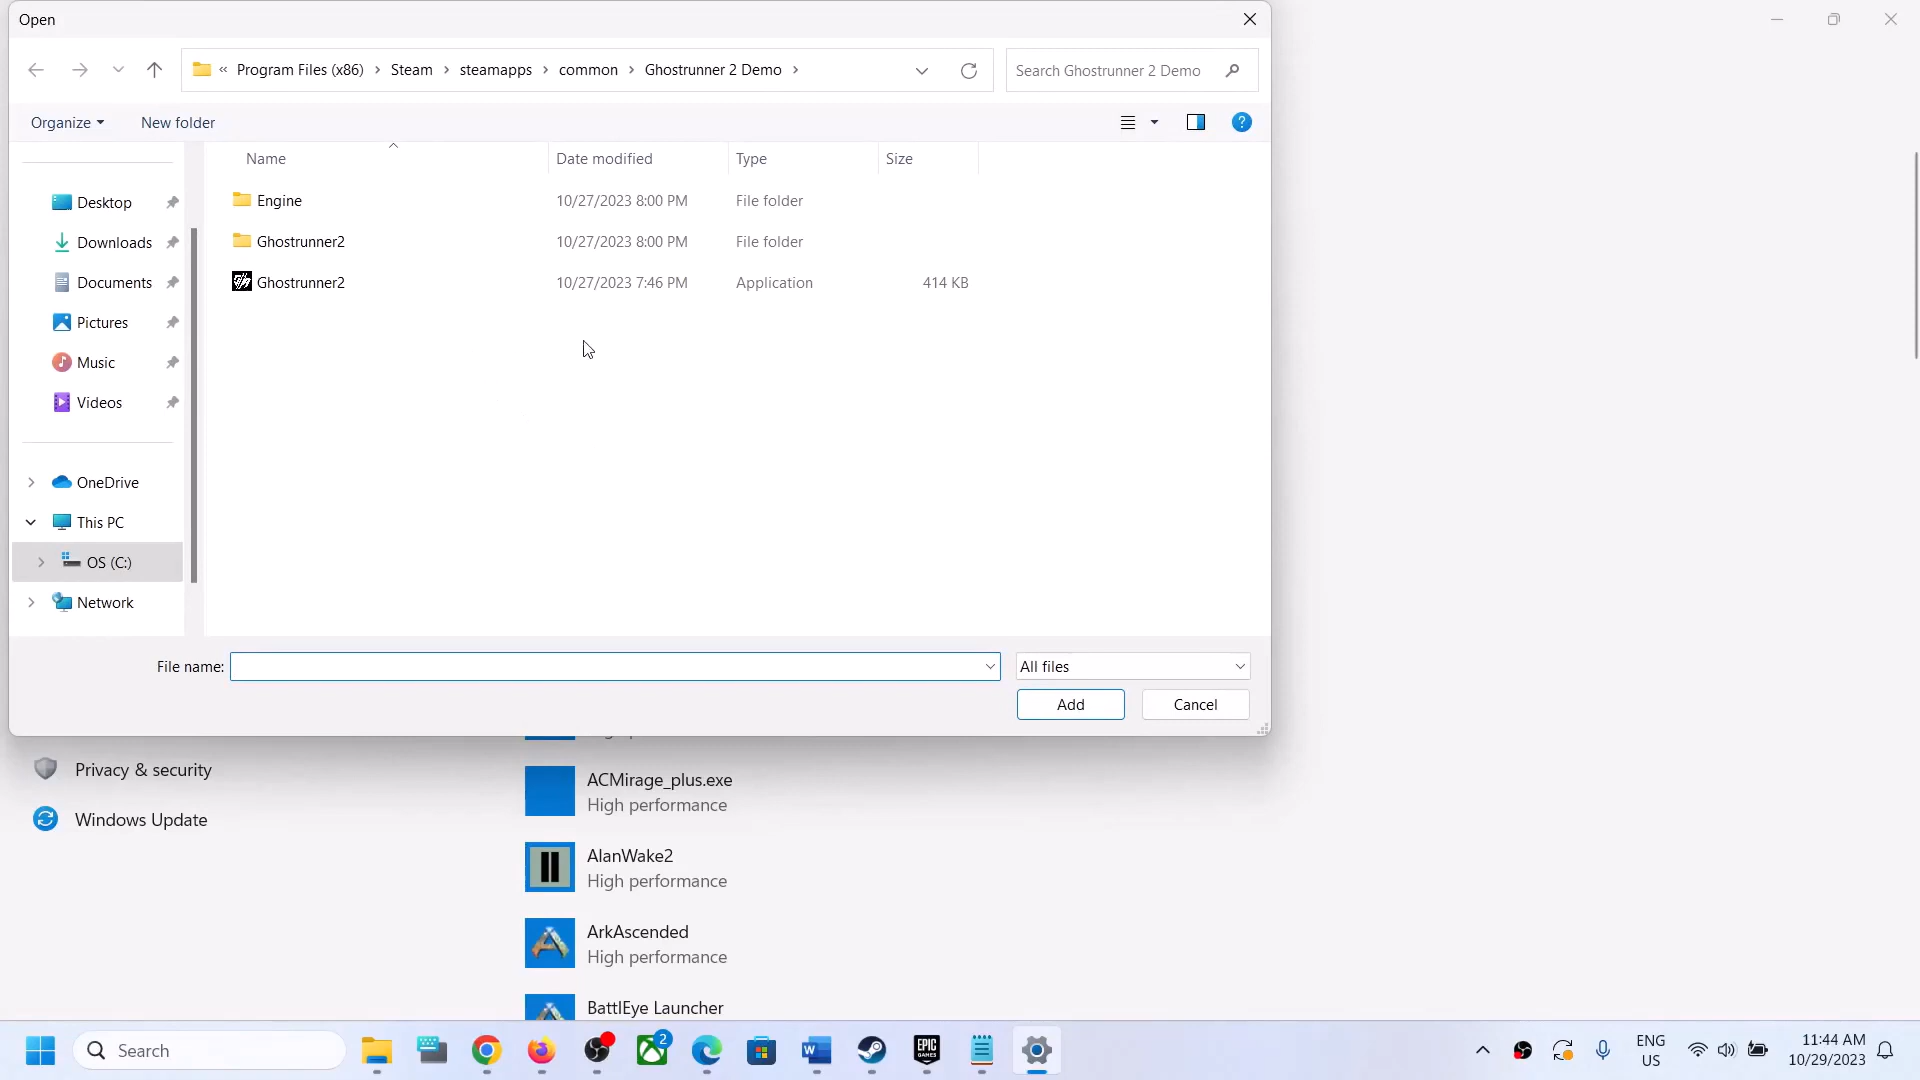 Open
« Program Files (x86) › Steam › steamapps › common › Ghostrunner 2 Demo ›
Search Ghostrunner 2 Demo
Organize
New folder
Name
Date modified
Type
Size
Engine 10/27/2023 8:00 PM File folder
Ghostrunner2 10/27/2023 8:00 PM File folder
Ghostrunner2 10/27/2023 7:46 PM Application 414 KB
Desktop
Downloads
Documents
Pictures
Music
Videos
OneDrive
This PC
OS (C:)
Network
File name:
All files
Add
Cancel
Privacy & security
Windows Update
ACMirage_plus.exe
High performance
AlanWake2
High performance
ArkAscended
High performance
BattlEye Launcher
Search
2
EPIC
GAMES
ENG
US
11:44 AM
10/29/2023